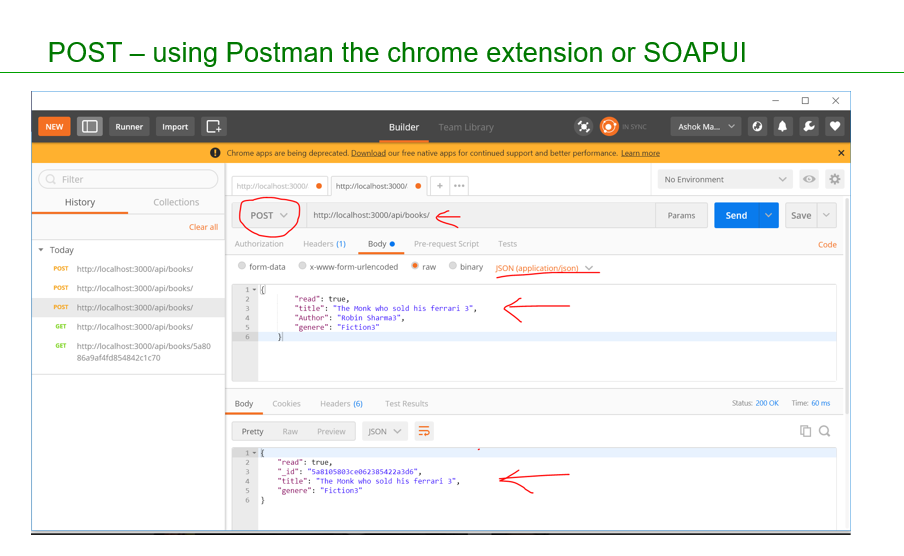 POST – using Postman the chrome extension or SOAPUI
NEW Runner Import Builder Team Library IN SYNC Ashok Ma...
Chrome apps are being deprecated. Download our free native apps for continued support and better performance. Learn more
Filter
History Collections
Clear all
Today
POST http://localhost:3000/api/books/
POST http://localhost:3000/api/books/
POST http://localhost:3000/api/books/
GET http://localhost:3000/api/books/
GET http://localhost:3000/api/books/5a80
86a9af4fd854842c1c70
http://localhost:3000/ http://localhost:3000/ + •••
No Environment
POST http://localhost:3000/api/books/ Params Send Save
Authorization Headers (1) Body Pre-request Script Tests Code
form-data x-www-form-urlencoded raw binary JSON (application/json)
1 {
2 "read": true,
3 "title": "The Monk who sold his ferrari 3",
4 "Author": "Robin Sharma3",
5 "genere": "Fiction3"
6 }
Body Cookies Headers (6) Test Results Status: 200 OK Time: 60 ms
Pretty Raw Preview JSON
1 {
2 "read": true,
3 "_id": "5a8105803ce062385422a3d6",
4 "title": "The Monk who sold his ferrari 3",
5 "genere": "Fiction3"
6 }